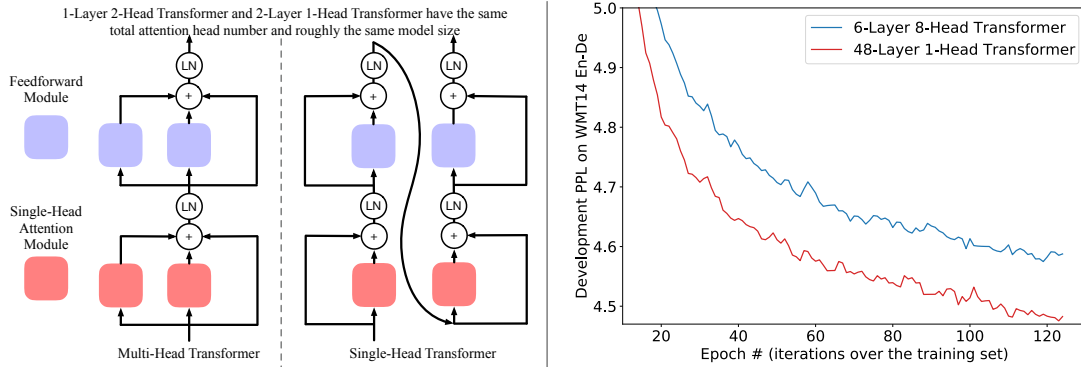 1-Layer 2-Head Transformer and 2-Layer 1-Head Transformer have the same
total attention head number and roughly the same model size
Feedforward
Module
Single-Head
Attention
Module
LN
+
LN
+
LN
+
LN
+
LN
+
LN
+
Multi-Head Transformer
Single-Head Transformer
6-Layer 8-Head Transformer
48-Layer 1-Head Transformer
Development PPL on WMT14 En-De
5.0
4.9
4.8
4.7
4.6
4.5
20
40
60
80
100
120
Epoch # (iterations over the training set)